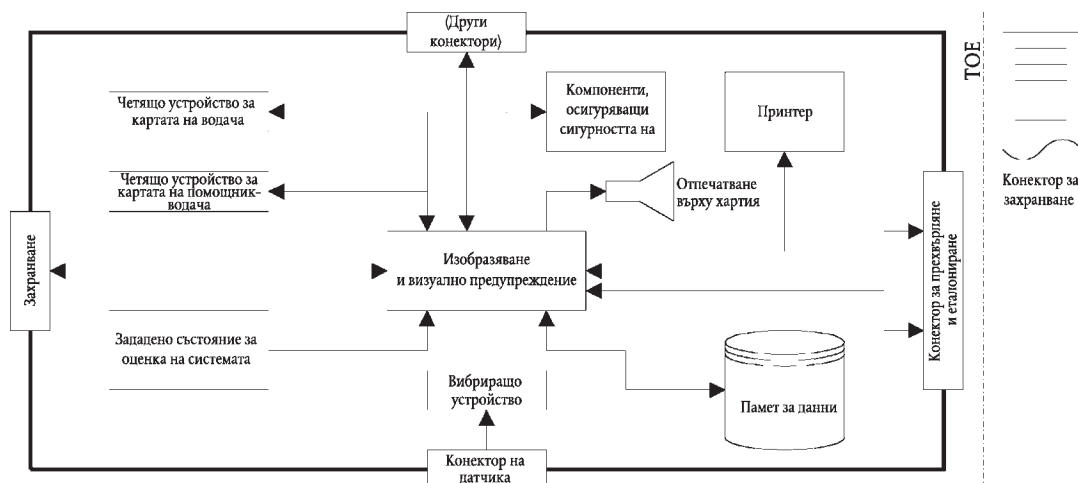 (Други
конектори)
TOE
Четящо устройство за
картата на водача
Компоненти,
осигуряващи
сигурността на
Принтер
Четящо устройство за
картата на помощник-
водача
Отпечатване
върху хартия
Конектор за
захранване
Захранване
Изобразяване
и визуално предупреждение
Конектор за прехвърляне
и еталониране
Зададено състояние за
оценка на системата
Вибриращо
устройство
Памет за данни
Конектор на
датчика